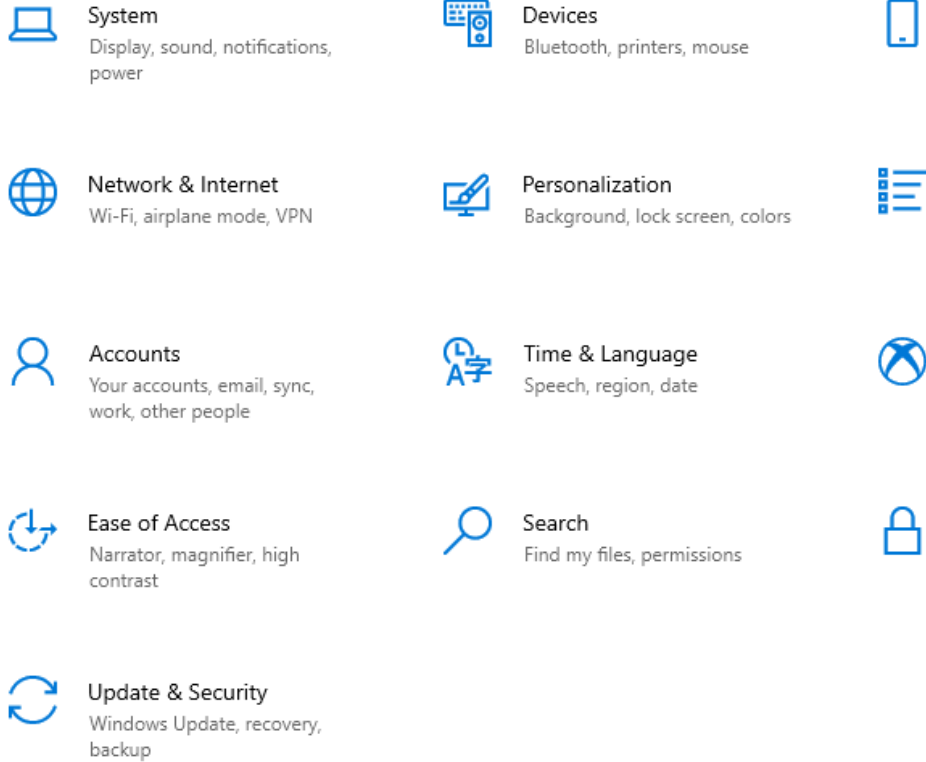 System
Display, sound, notifications,
power
Devices
Bluetooth, printers, mouse
Network & Internet
Wi-Fi, airplane mode, VPN
Personalization
Background, lock screen, colors
Accounts
Your accounts, email, sync,
work, other people
A字
Time & Language
Speech, region, date
Ease of Access
Narrator, magnifier, high
contrast
Search
Find my files, permissions
Update & Security
Windows Update, recovery,
backup